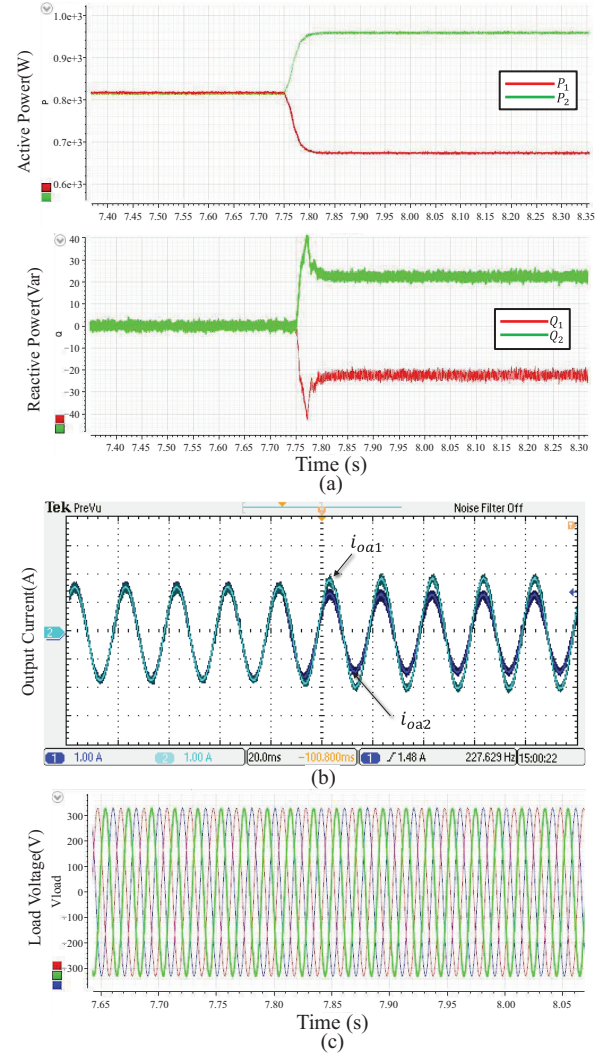 1.0e+3
0.9e+3
0.8e+3
0.7e+3
0.6e+3
Active Power(W)
P
P₁
P₂
7.40 7.45 7.50 7.55 7.60 7.65 7.70 7.75 7.80 7.85 7.90 7.95 8.00 8.05 8.10 8.15 8.20 8.25 8.30 8.35
40
30
20
10
0
−10
−20
−30
−40
Reactive Power(Var)
Q
Q₁
Q₂
7.40 7.45 7.50 7.55 7.60 7.65 7.70 7.75 7.80 7.85 7.90 7.95 8.00 8.05 8.10 8.15 8.20 8.25 8.30
Time (s)
(a)
Tek PreVu Noise Filter Off
T
Output Current(A)
2
i_oa1
i_oa2
1 1.00 A 2 1.00 A 20.0ms −100.800ms 1 1.48 A 227.629 Hz 15:00:22
(b)
300
200
100
0
−100
−200
−300
Load Voltage(V)
Vload
7.65 7.70 7.75 7.80 7.85 7.90 7.95 8.00 8.05
Time (s)
(c)